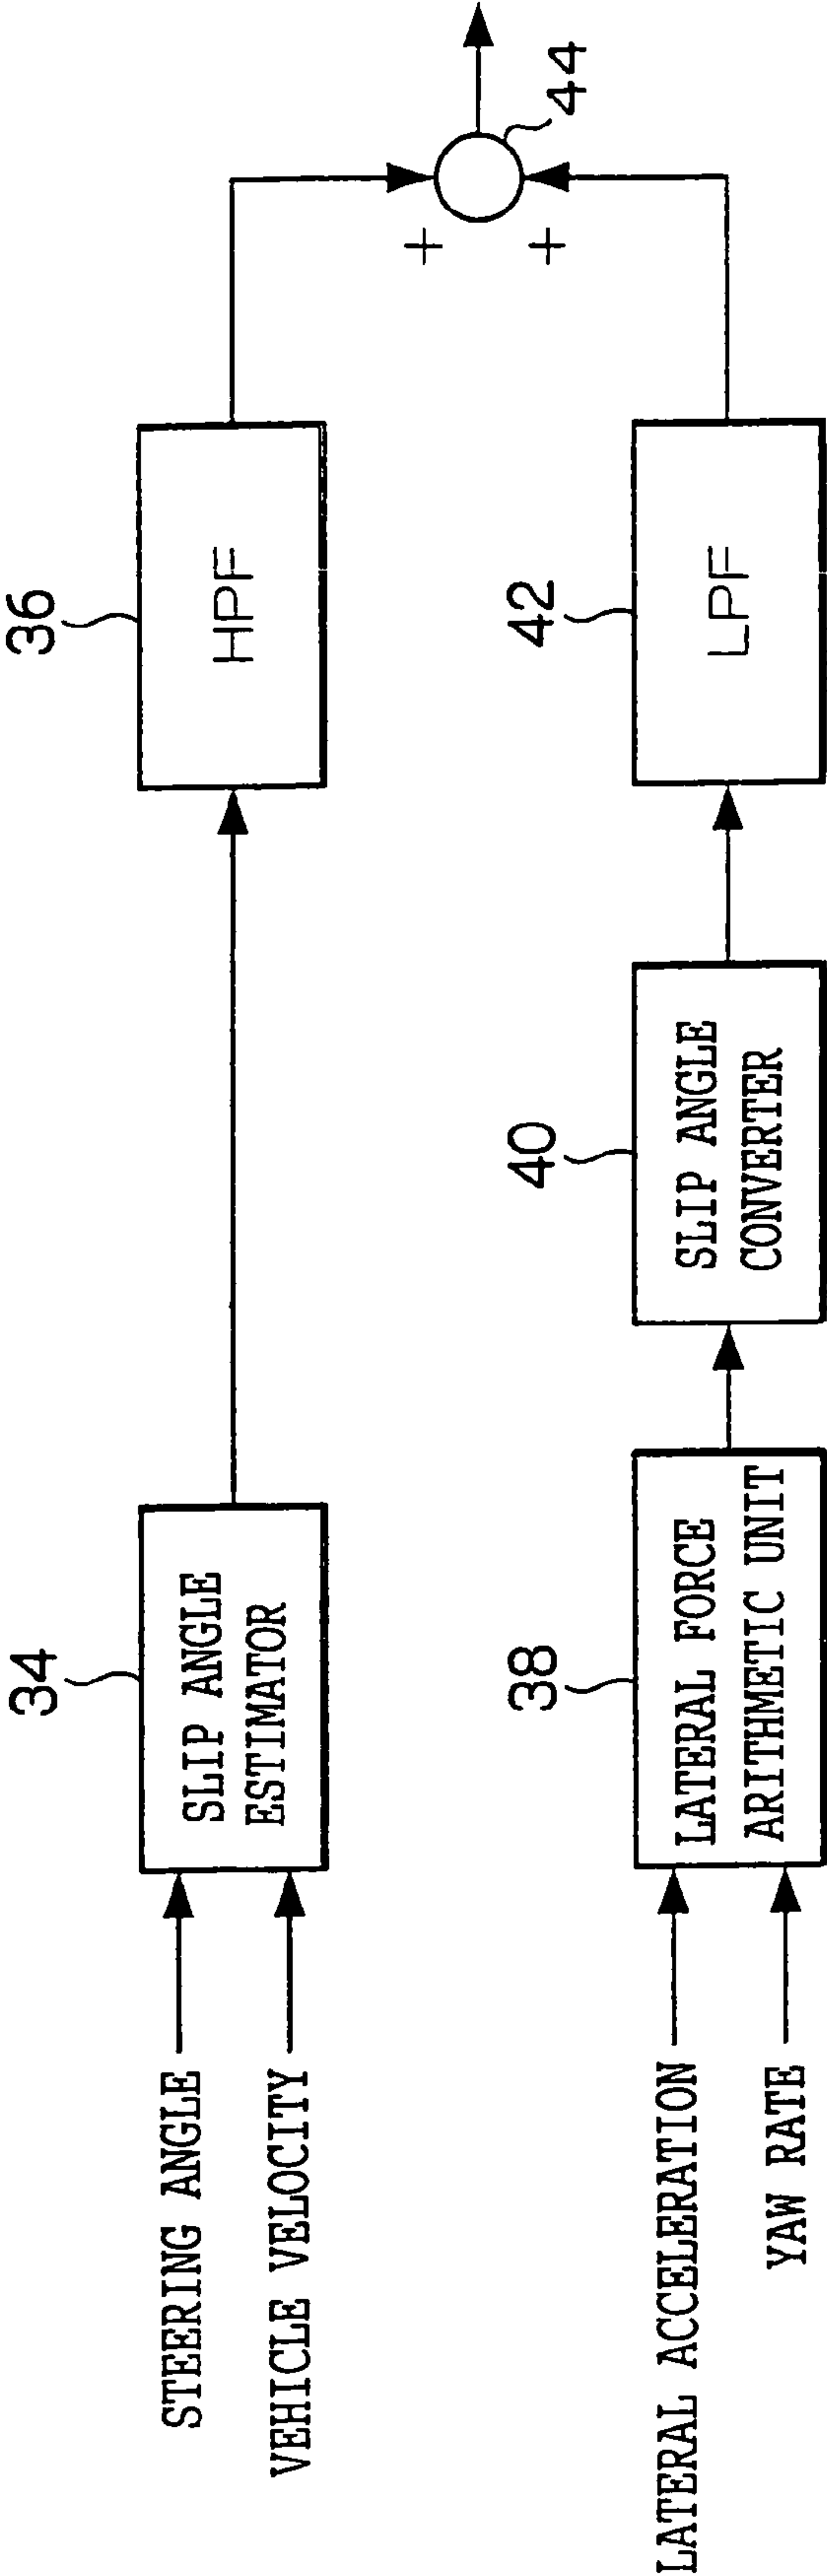 34
36
STEERING ANGLE
VEHICLE VELOCITY
SLIP ANGLE
ESTIMATOR
HPF
+
+
44
38
40
42
LATERAL ACCELERATION
YAW RATE
LATERAL FORCE
ARITHMETIC UNIT
SLIP ANGLE
CONVERTER
LPF